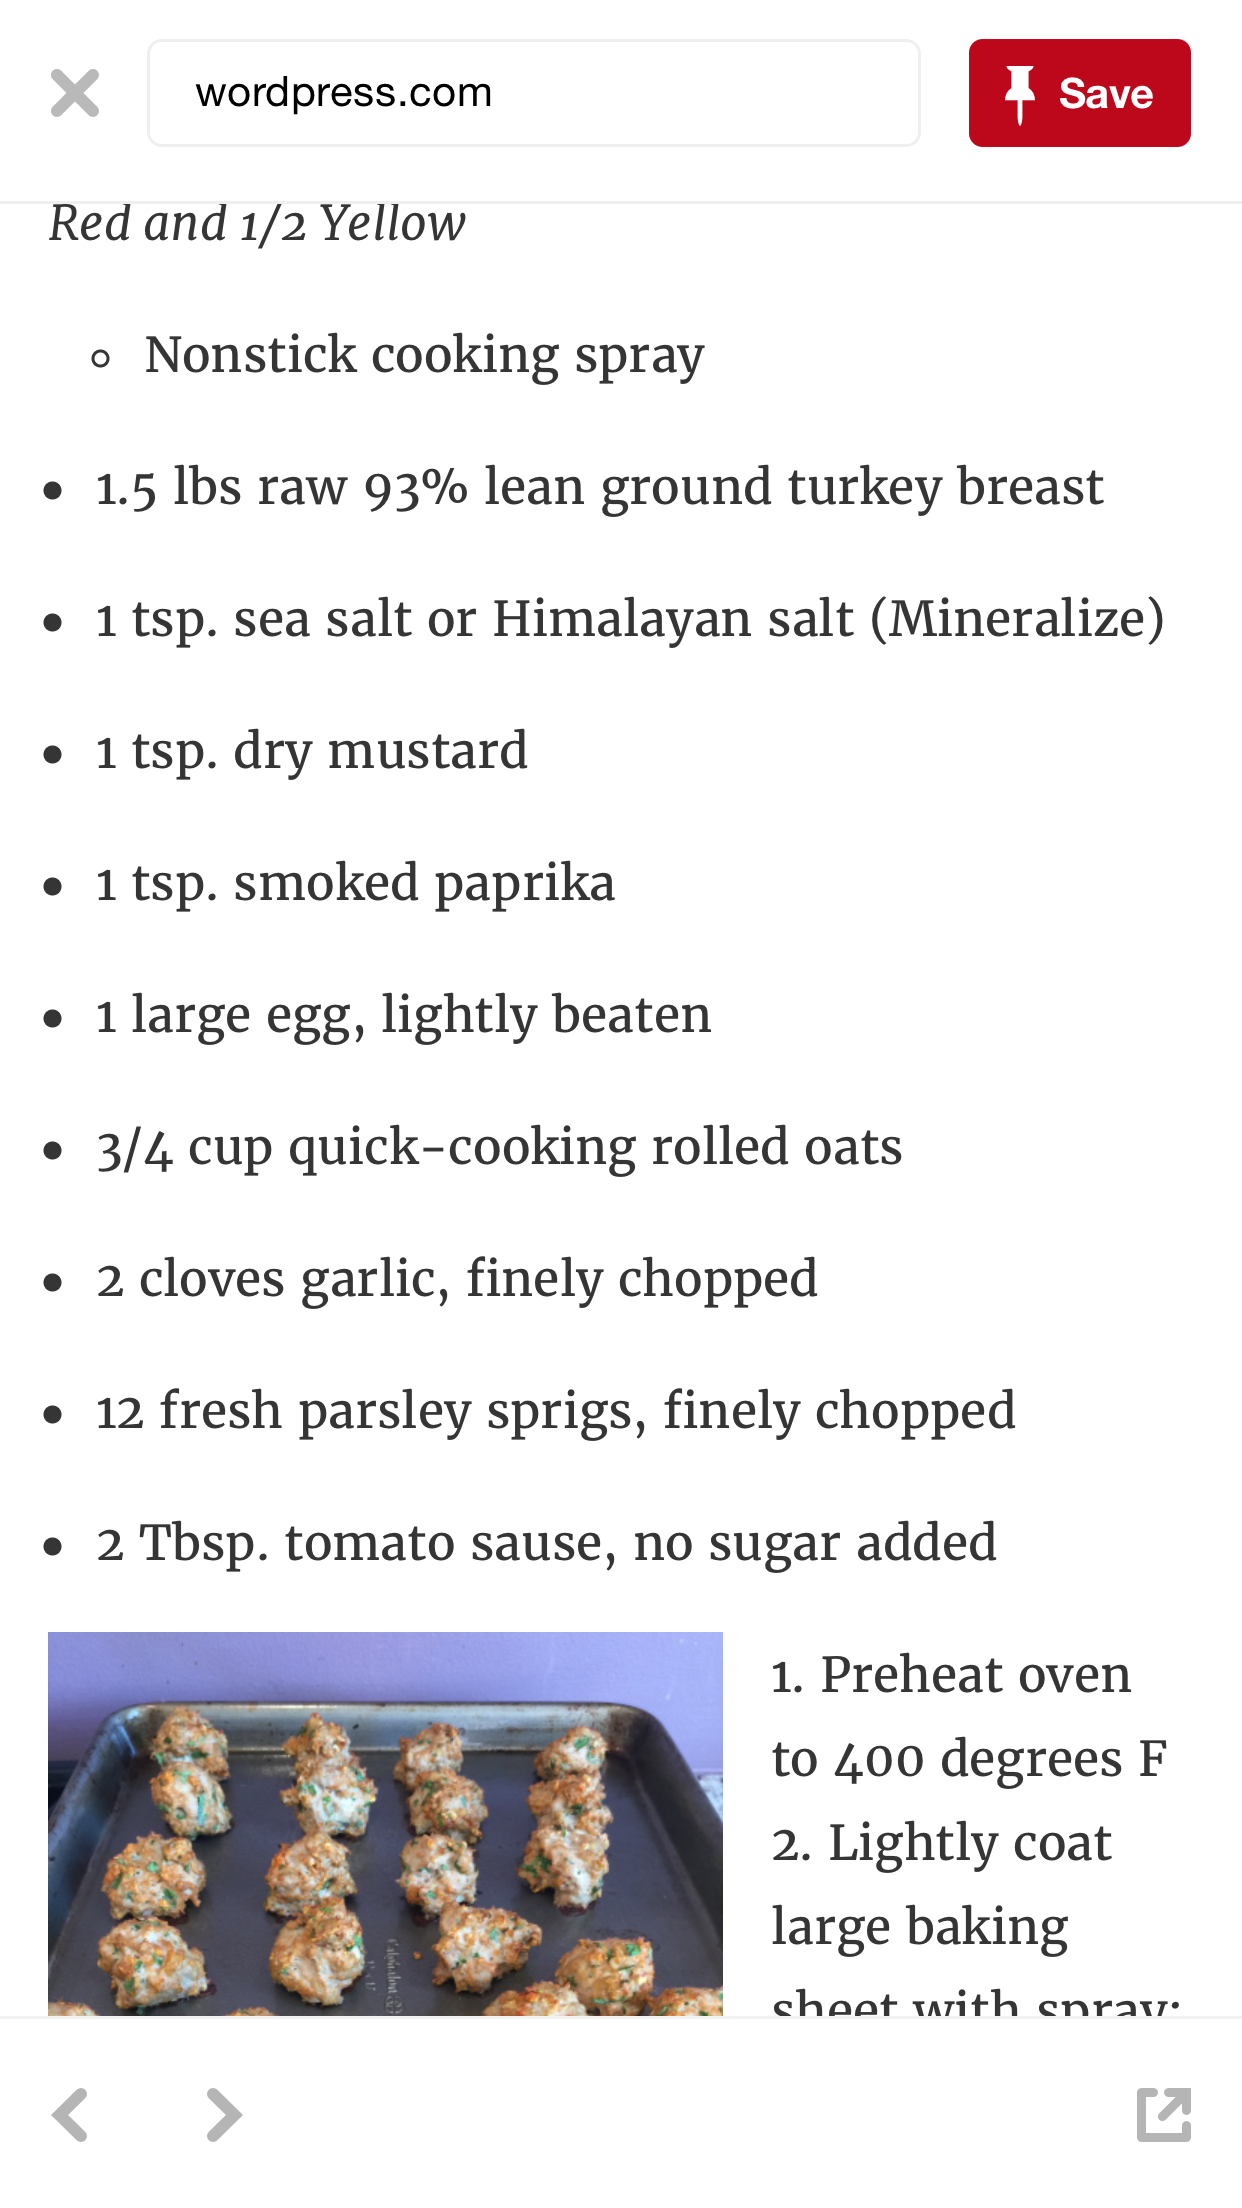 wordpress.com
Save
Red and 1/2 Yellow
Nonstick cooking spray
1.5 lbs raw 93% lean ground turkey breast
1 tsp. sea salt or Himalayan salt (Mineralize)
1 tsp. dry mustard
1 tsp. smoked paprika
1 large egg, lightly beaten
3/4 cup quick-cooking rolled oats
2 cloves garlic, finely chopped
12 fresh parsley sprigs, finely chopped
2 Tbsp. tomato sause, no sugar added
1. Preheat oven
to 400 degrees F
2. Lightly coat
large baking
sheet with spray;